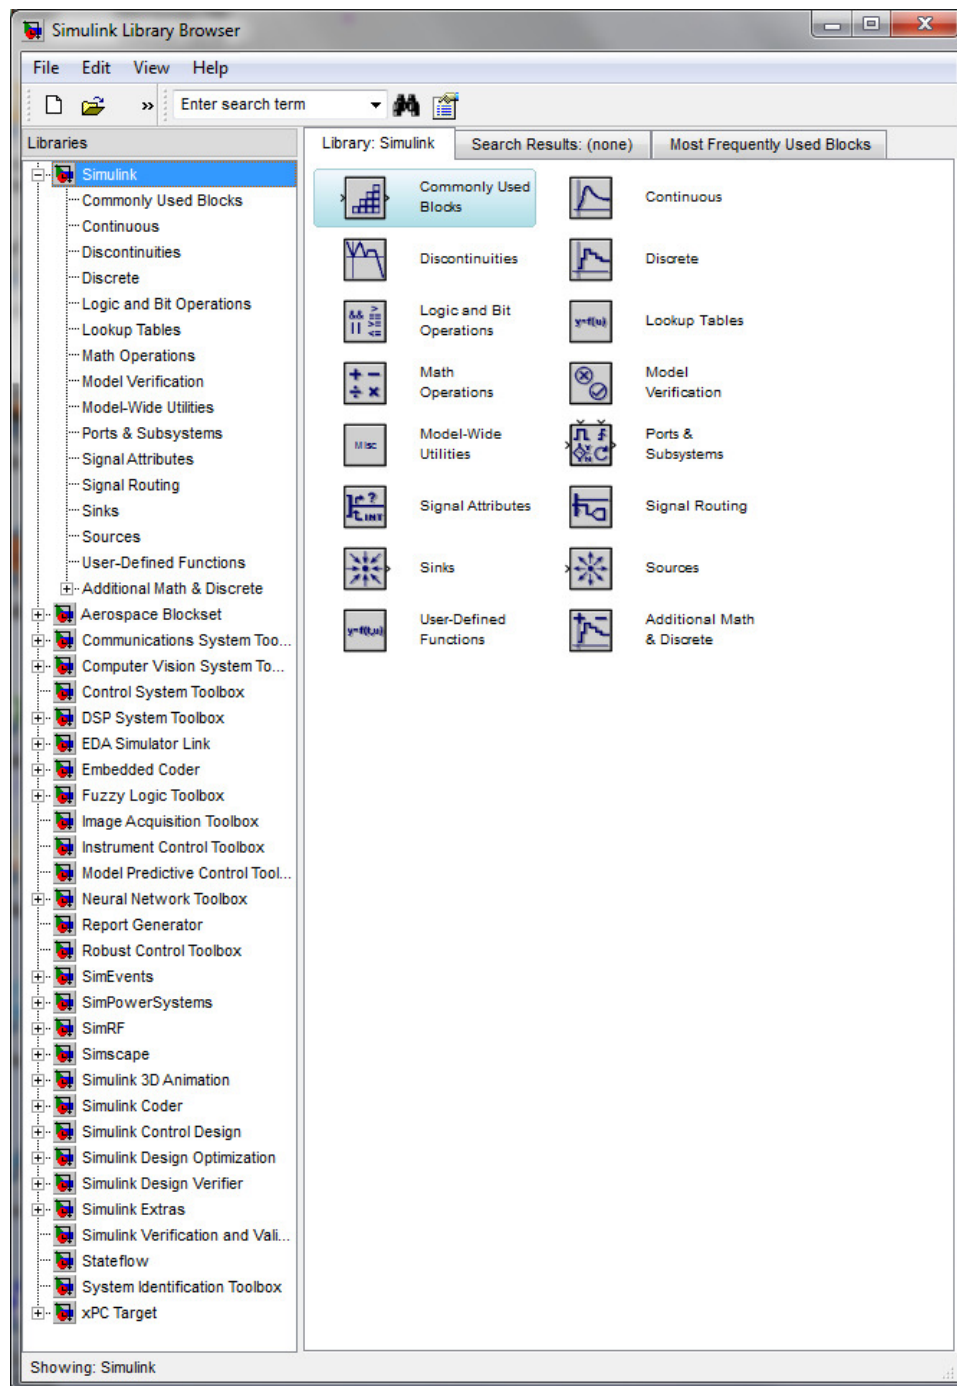 Simulink Library Browser
File Edit View Help
» Enter search term
Libraries
Library: Simulink Search Results: (none) Most Frequently Used Blocks
Simulink
Commonly Used Blocks
Continuous
Discontinuities
Discrete
Logic and Bit Operations
Lookup Tables
Math Operations
Model Verification
Model-Wide Utilities
Ports & Subsystems
Signal Attributes
Signal Routing
Sinks
Sources
User-Defined Functions
Additional Math & Discrete
Aerospace Blockset
Communications System Too...
Computer Vision System To...
Control System Toolbox
DSP System Toolbox
EDA Simulator Link
Embedded Coder
Fuzzy Logic Toolbox
Image Acquisition Toolbox
Instrument Control Toolbox
Model Predictive Control Tool...
Neural Network Toolbox
Report Generator
Robust Control Toolbox
SimEvents
SimPowerSystems
SimRF
Simscape
Simulink 3D Animation
Simulink Coder
Simulink Control Design
Simulink Design Optimization
Simulink Design Verifier
Simulink Extras
Simulink Verification and Vali...
Stateflow
System Identification Toolbox
xPC Target
Commonly Used
Blocks
Continuous
Discontinuities
Discrete
&& > ==
|| >= <=
Logic and Bit
Operations
y=f(u)
Lookup Tables
+ −
÷ ×
Math
Operations
Model
Verification
Misc
Model-Wide
Utilities
Ports &
Subsystems
?
INT
Signal Attributes
Signal Routing
Sinks
Sources
y=f(t,u)
User-Defined
Functions
+ −
Additional Math
& Discrete
Showing: Simulink